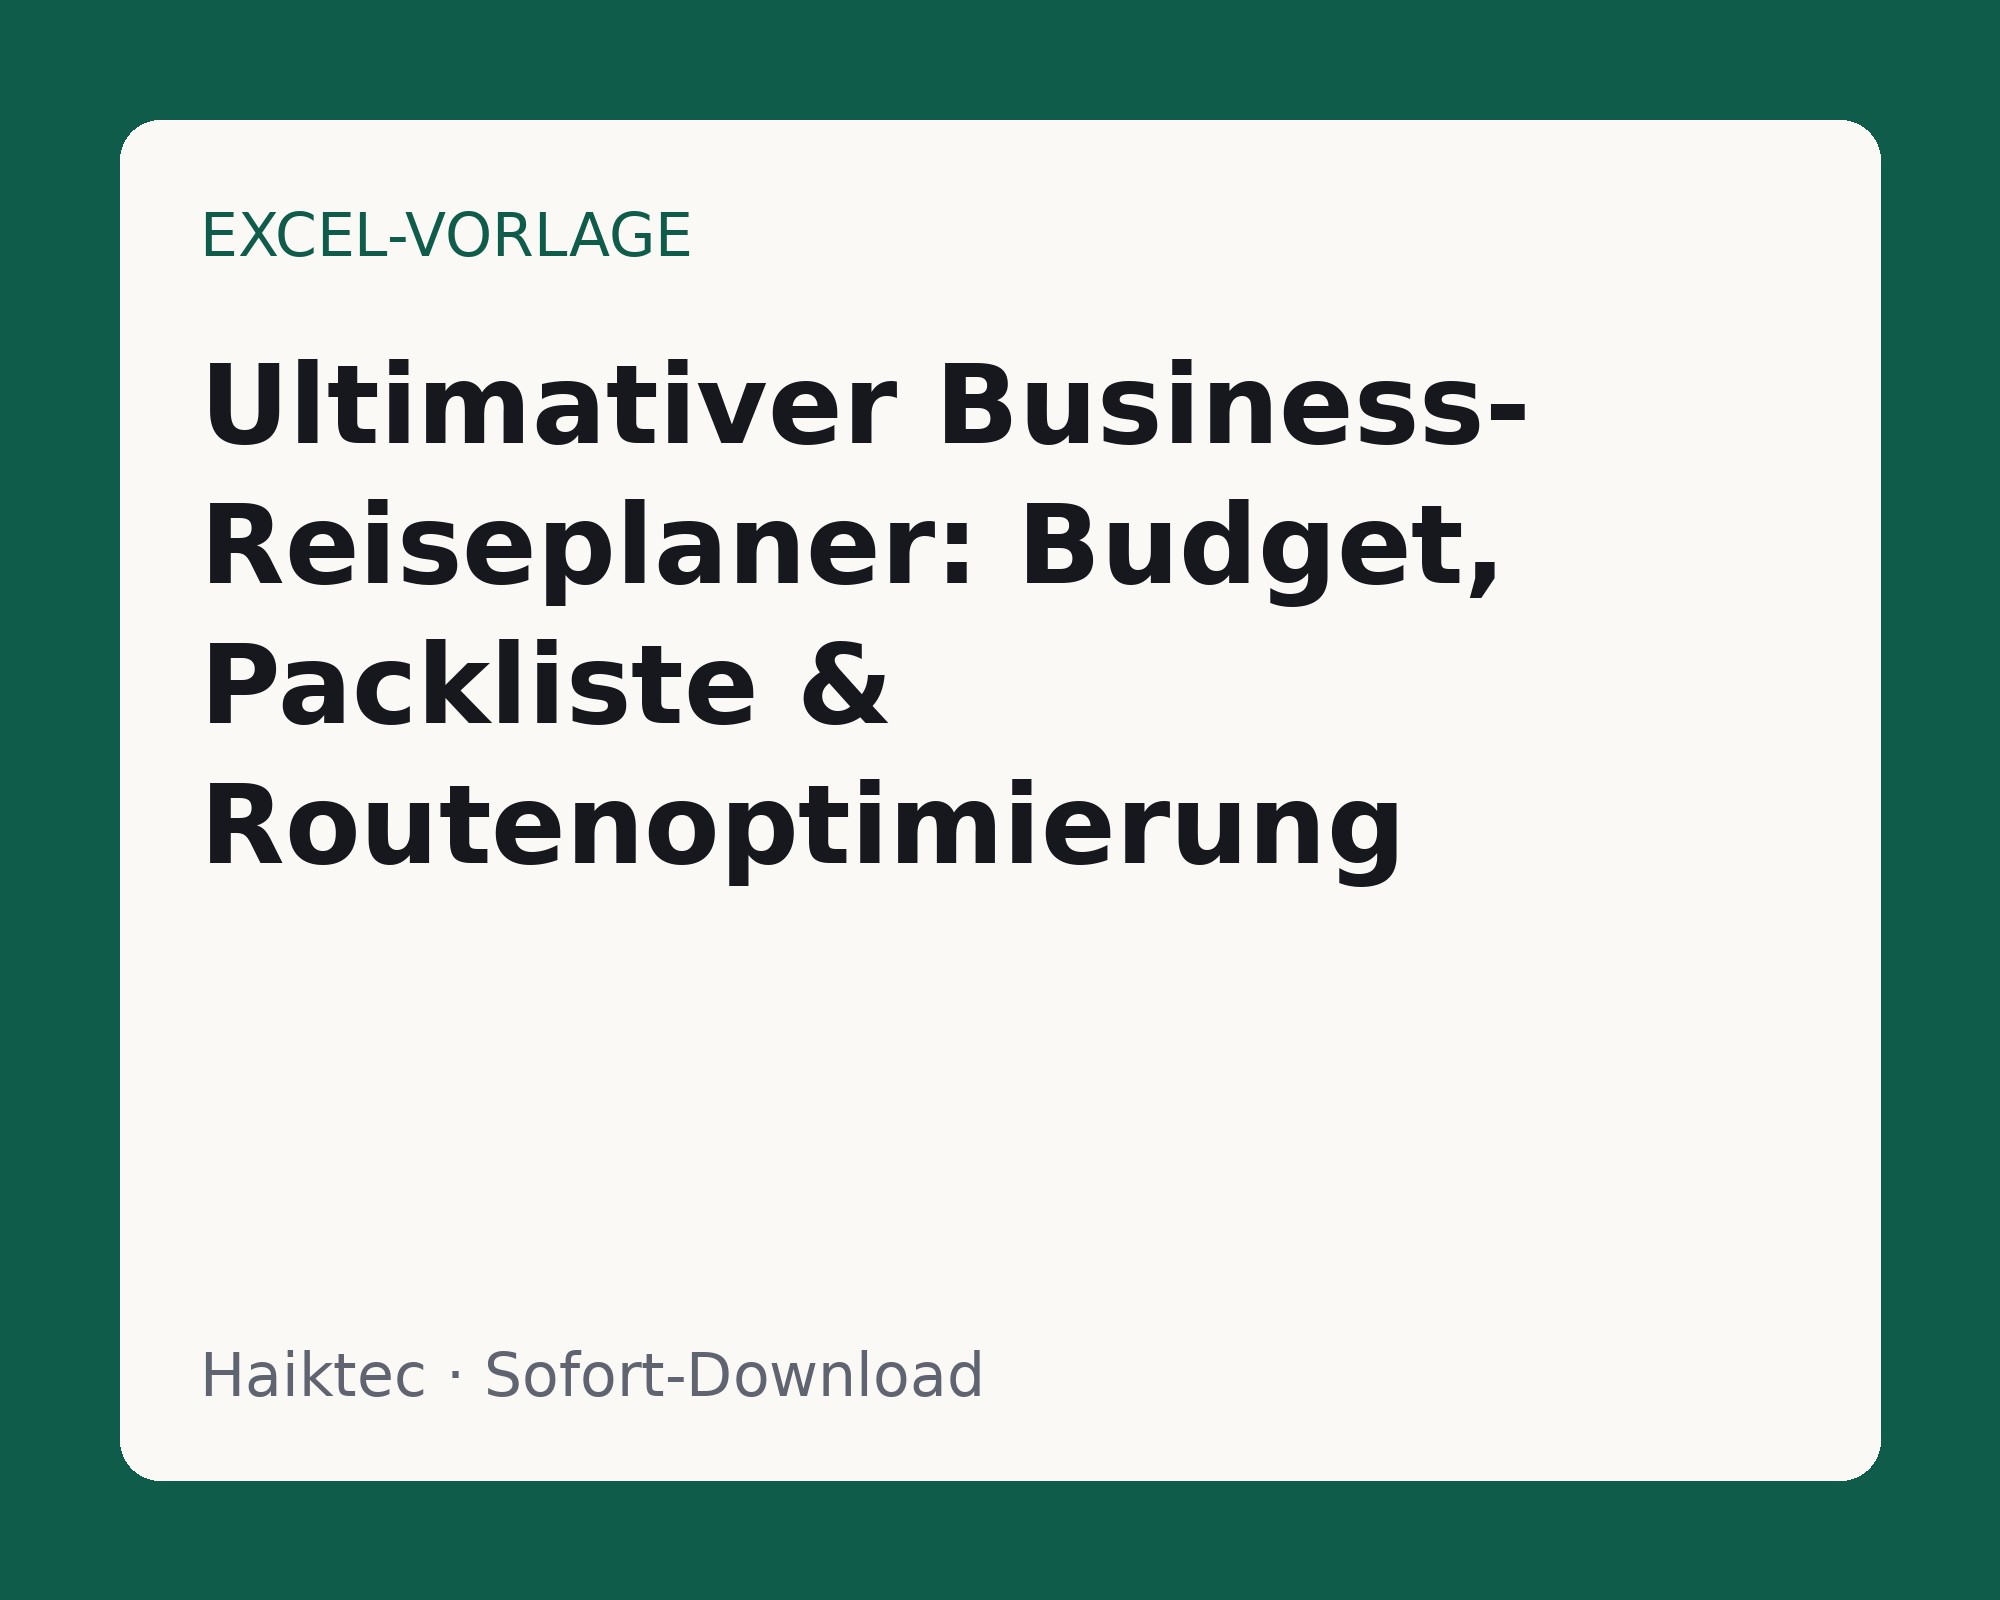 EXCEL-VORLAGE
Ultimativer Business-
Reiseplaner: Budget,
Packliste &
Routenoptimierung
Haiktec · Sofort-Download